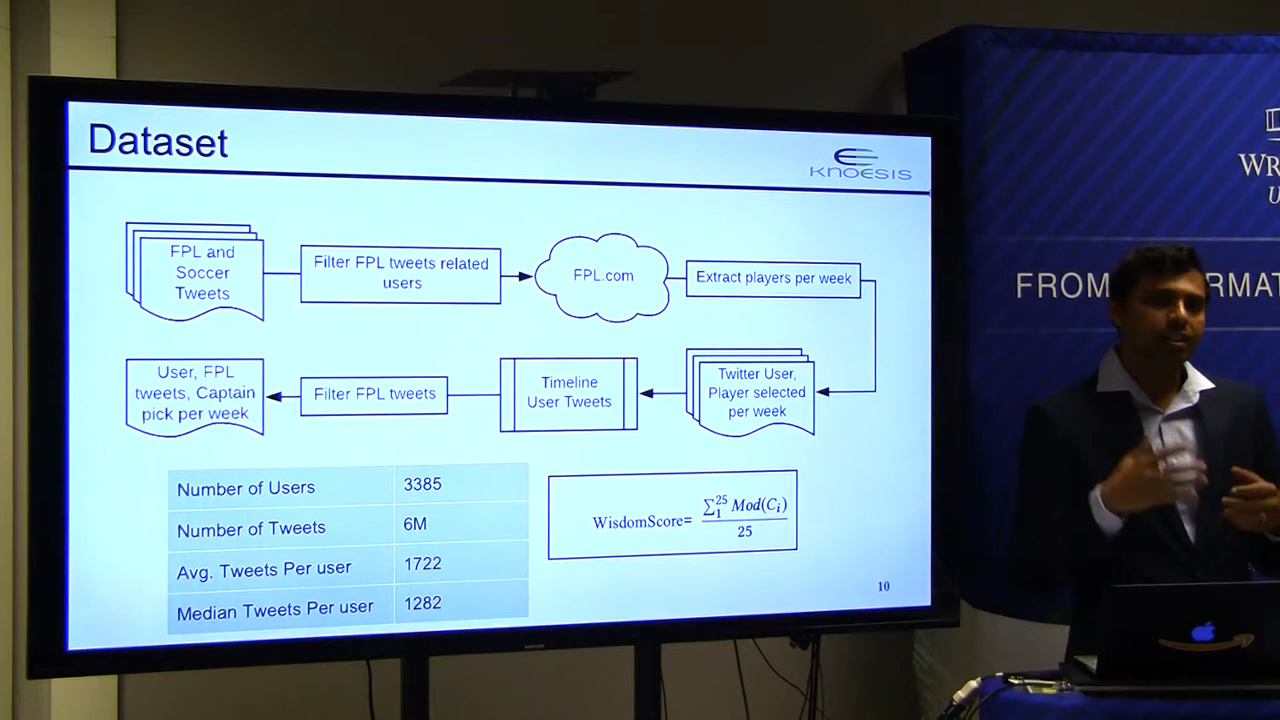 Dataset
KNOESIS
FPL and
Soccer
Tweets
Filter FPL tweets related
users
FPL.com
Extract players per week
User, FPL
tweets, Captain
pick per week
Filter FPL tweets
Timeline
User Tweets
Twitter User,
Player selected
per week
Number of Users 3385
Number of Tweets 6M
Avg. Tweets Per user 1722
Median Tweets Per user 1282
WisdomScore= ∑₁²⁵ Mod(Cᵢ)
25
10
WR
U
FROM
RMAT